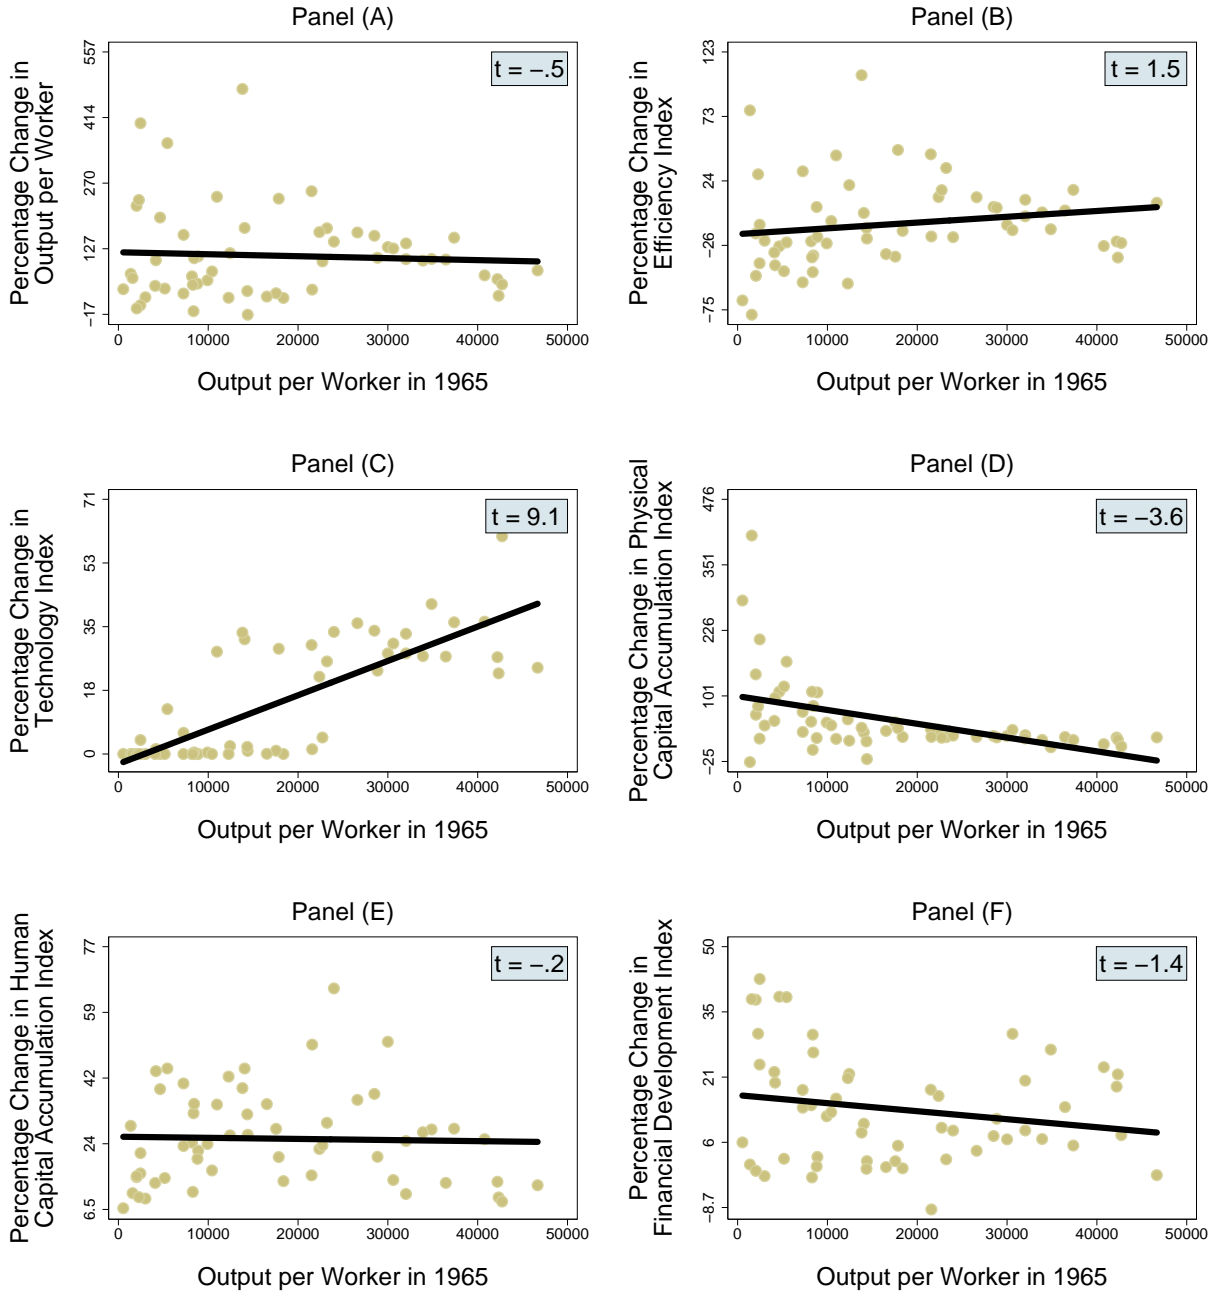 Panel (A)
Percentage Change in
Output per Worker
557
414
270
127
−17
t = −.5
0 10000 20000 30000 40000 50000
Output per Worker in 1965
Panel (B)
Percentage Change in
Efficiency Index
123
73
24
−26
−75
t = 1.5
0 10000 20000 30000 40000 50000
Output per Worker in 1965
Panel (C)
Percentage Change in
Technology Index
71
53
35
18
0
t = 9.1
0 10000 20000 30000 40000 50000
Output per Worker in 1965
Panel (D)
Percentage Change in Physical
Capital Accumulation Index
476
351
226
101
−25
t = −3.6
0 10000 20000 30000 40000 50000
Output per Worker in 1965
Panel (E)
Percentage Change in Human
Capital Accumulation Index
77
59
42
24
6.5
t = −.2
0 10000 20000 30000 40000 50000
Output per Worker in 1965
Panel (F)
Percentage Change in
Financial Development Index
50
35
21
6
−8.7
t = −1.4
0 10000 20000 30000 40000 50000
Output per Worker in 1965